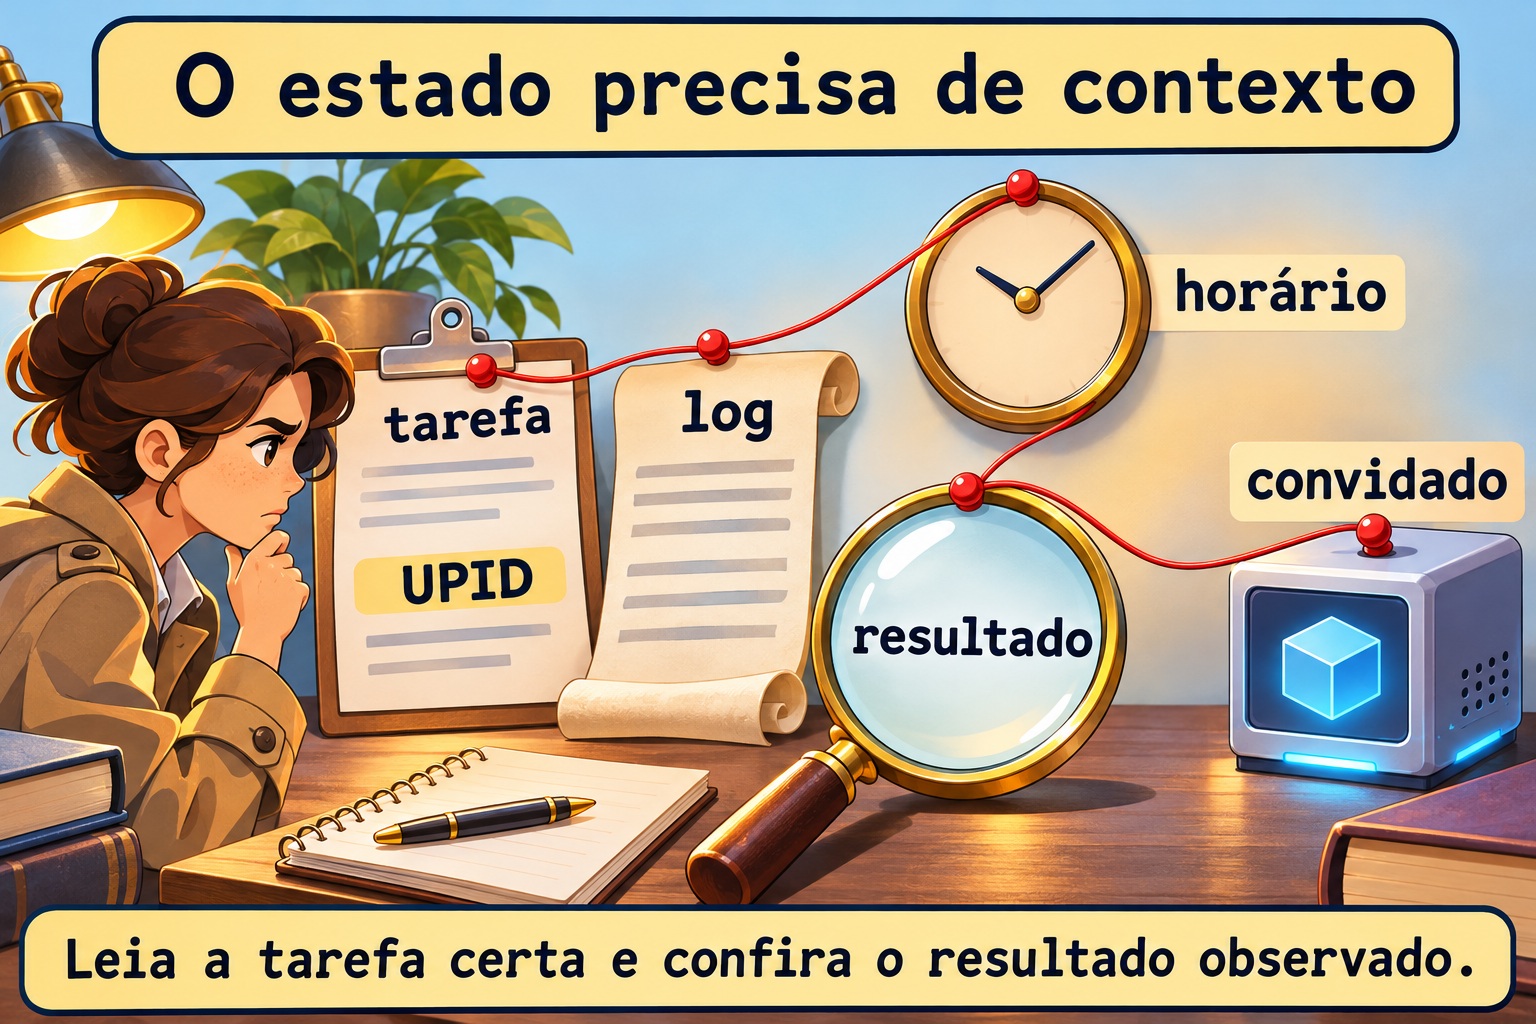 O estado precisa de contexto
tarefa
UPID
log
horário
resultado
convidado
Leia a tarefa certa e confira o resultado observado.